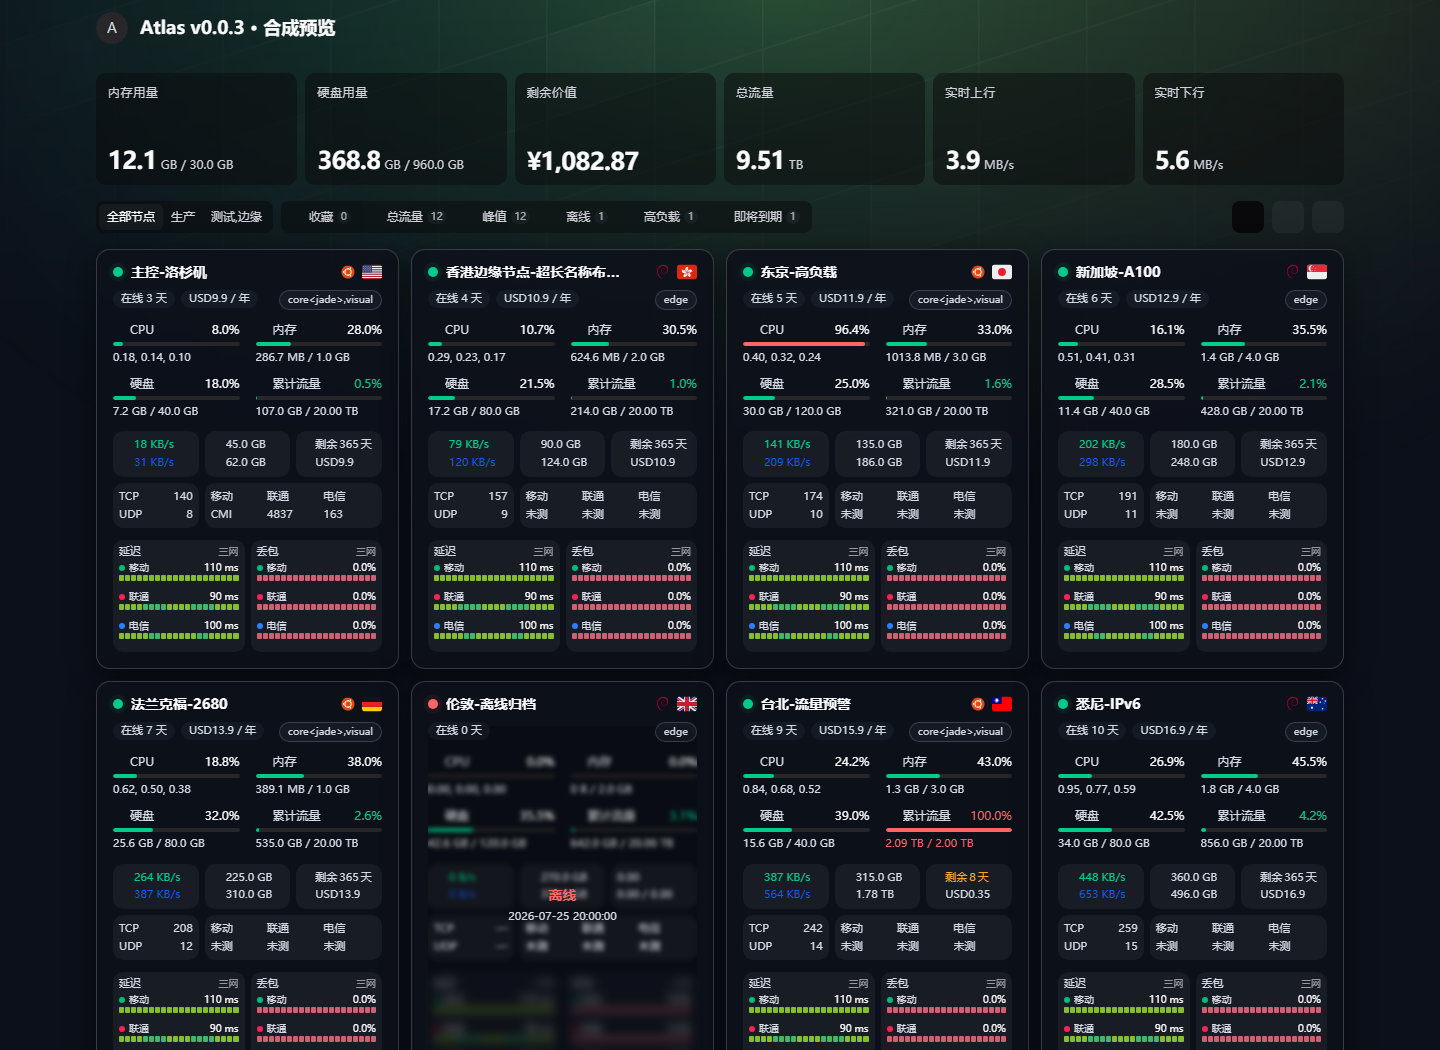 A Atlas v0.0.3 • 合成预览
内存用量 硬盘用量 剩余价值 总流量 实时上行 实时下行
12.1 GB / 30.0 GB 368.8 GB / 960.0 GB ¥1,082.87 9.51 TB 3.9 MB/s 5.6 MB/s
全部节点 生产 测试,边缘 收藏 0 总流量 12 峰值 12 离线 1 高负载 1 即将到期 1
主控-洛杉矶
在线 3 天 USD9.9 / 年 core<jade>,visual
CPU 8.0% 内存 28.0%
0.18, 0.14, 0.10 286.7 MB / 1.0 GB
硬盘 18.0% 累计流量 0.5%
7.2 GB / 40.0 GB 107.0 GB / 20.00 TB
18 KB/s 45.0 GB 剩余 365 天
31 KB/s 62.0 GB USD9.9
TCP 140 移动 联通 电信
UDP 8 CMI 4837 163
延迟 三网 丢包 三网
移动 110 ms 移动 0.0%
联通 90 ms 联通 0.0%
电信 100 ms 电信 0.0%
香港边缘节点-超长名称布...
在线 4 天 USD10.9 / 年 edge
CPU 10.7% 内存 30.5%
0.29, 0.23, 0.17 624.6 MB / 2.0 GB
硬盘 21.5% 累计流量 1.0%
17.2 GB / 80.0 GB 214.0 GB / 20.00 TB
79 KB/s 90.0 GB 剩余 365 天
120 KB/s 124.0 GB USD10.9
TCP 157 移动 联通 电信
UDP 9 未测 未测 未测
延迟 三网 丢包 三网
移动 110 ms 移动 0.0%
联通 90 ms 联通 0.0%
电信 100 ms 电信 0.0%
东京-高负载
在线 5 天 USD11.9 / 年 core<jade>,visual
CPU 96.4% 内存 33.0%
0.40, 0.32, 0.24 1013.8 MB / 3.0 GB
硬盘 25.0% 累计流量 1.6%
30.0 GB / 120.0 GB 321.0 GB / 20.00 TB
141 KB/s 135.0 GB 剩余 365 天
209 KB/s 186.0 GB USD11.9
TCP 174 移动 联通 电信
UDP 10 未测 未测 未测
延迟 三网 丢包 三网
移动 110 ms 移动 0.0%
联通 90 ms 联通 0.0%
电信 100 ms 电信 0.0%
新加坡-A100
在线 6 天 USD12.9 / 年 edge
CPU 16.1% 内存 35.5%
0.51, 0.41, 0.31 1.4 GB / 4.0 GB
硬盘 28.5% 累计流量 2.1%
11.4 GB / 40.0 GB 428.0 GB / 20.00 TB
202 KB/s 180.0 GB 剩余 365 天
298 KB/s 248.0 GB USD12.9
TCP 191 移动 联通 电信
UDP 11 未测 未测 未测
延迟 三网 丢包 三网
移动 110 ms 移动 0.0%
联通 90 ms 联通 0.0%
电信 100 ms 电信 0.0%
法兰克福-2680
在线 7 天 USD13.9 / 年 core<jade>,visual
CPU 18.8% 内存 38.0%
0.62, 0.50, 0.38 389.1 MB / 1.0 GB
硬盘 32.0% 累计流量 2.6%
25.6 GB / 80.0 GB 535.0 GB / 20.00 TB
264 KB/s 225.0 GB 剩余 365 天
387 KB/s 310.0 GB USD13.9
TCP 208 移动 联通 电信
UDP 12 未测 未测 未测
延迟 三网 丢包 三网
移动 110 ms 移动 0.0%
联通 90 ms 联通 0.0%
伦敦-离线归档
在线 0 天 edge
离线
2026-07-25 20:00:00
台北-流量预警
在线 9 天 USD15.9 / 年 core<jade>,visual
CPU 24.2% 内存 43.0%
0.84, 0.68, 0.52 1.3 GB / 3.0 GB
硬盘 39.0% 累计流量 100.0%
15.6 GB / 40.0 GB 2.09 TB / 2.00 TB
387 KB/s 315.0 GB 剩余 8 天
564 KB/s 1.78 TB USD0.35
TCP 242 移动 联通 电信
UDP 14 未测 未测 未测
延迟 三网 丢包 三网
移动 110 ms 移动 0.0%
联通 90 ms 联通 0.0%
悉尼-IPv6
在线 10 天 USD16.9 / 年 edge
CPU 26.9% 内存 45.5%
0.95, 0.77, 0.59 1.8 GB / 4.0 GB
硬盘 42.5% 累计流量 4.2%
34.0 GB / 80.0 GB 856.0 GB / 20.00 TB
448 KB/s 360.0 GB 剩余 365 天
653 KB/s 496.0 GB USD16.9
TCP 259 移动 联通 电信
UDP 15 未测 未测 未测
延迟 三网 丢包 三网
移动 110 ms 移动 0.0%
联通 90 ms 联通 0.0%